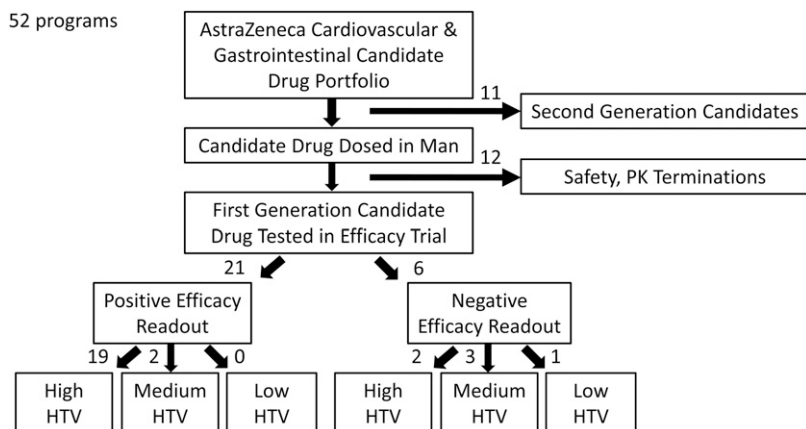 52 programs
AstraZeneca Cardiovascular &
Gastrointestinal Candidate
Drug Portfolio
11
Second Generation Candidates
Candidate Drug Dosed in Man
12
Safety, PK Terminations
First Generation Candidate
Drug Tested in Efficacy Trial
21
6
Positive Efficacy
Readout
Negative
Efficacy Readout
19
2
0
2
3
1
High
HTV
Medium
HTV
Low
HTV
High
HTV
Medium
HTV
Low
HTV